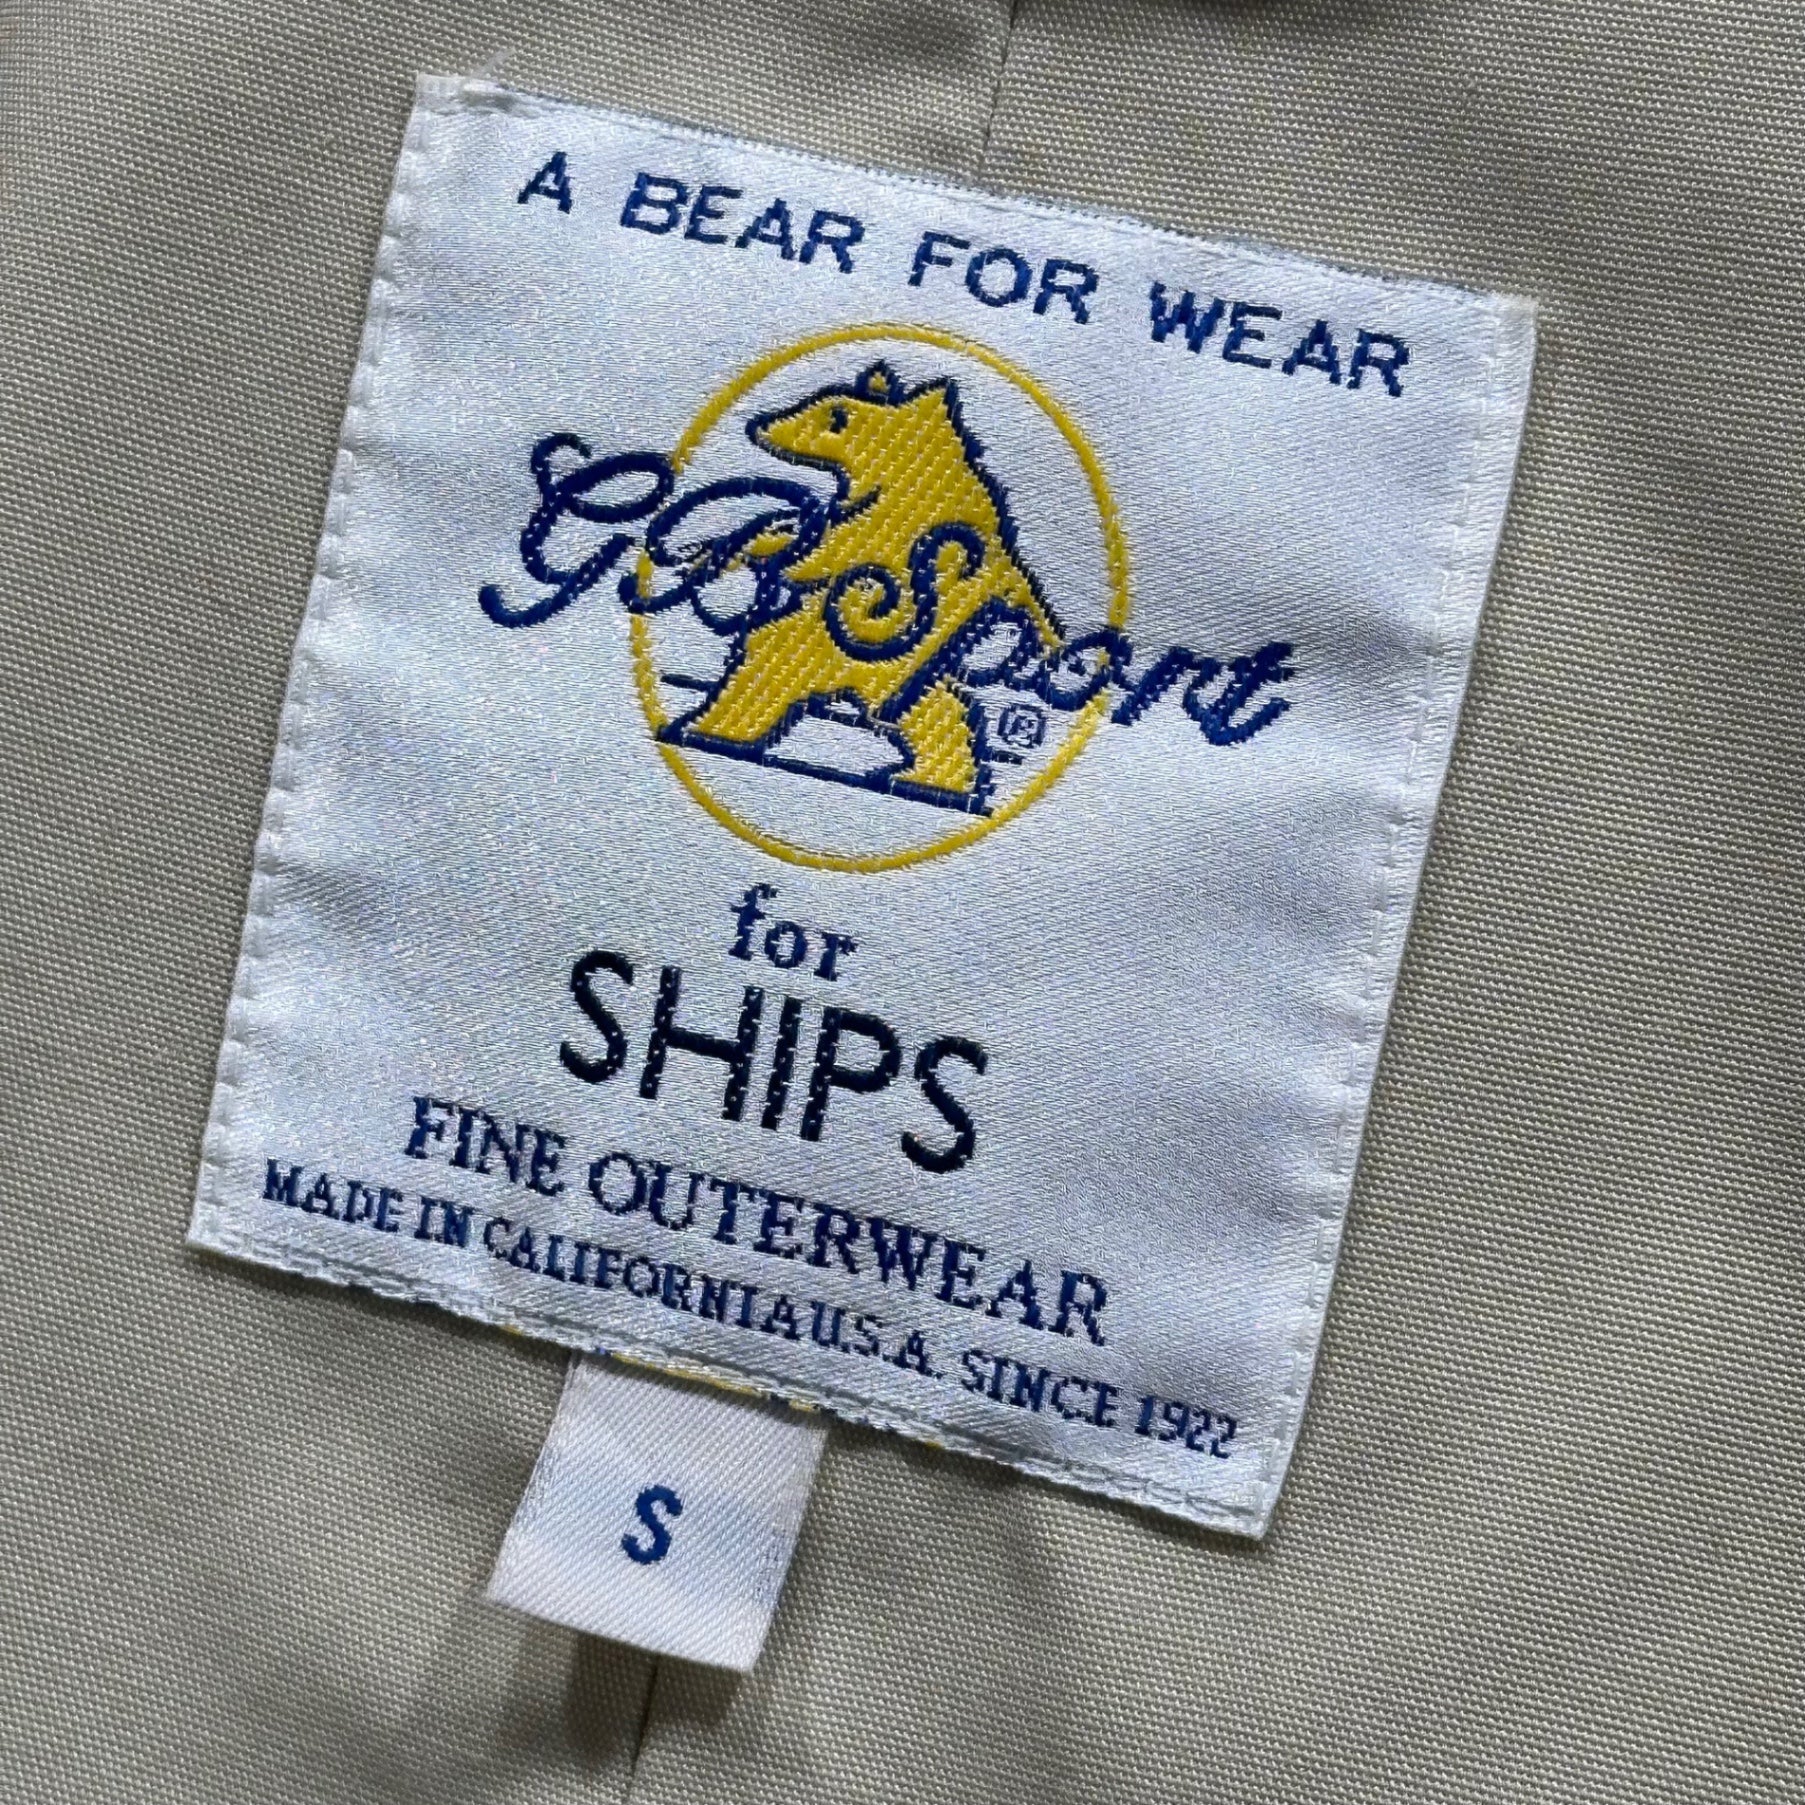 A BEAR FOR WEAR
GB Sport
®
for
SHIPS
FINE OUTERWEAR
MADE IN CALIFORNIA U.S.A. SINCE 1922
S